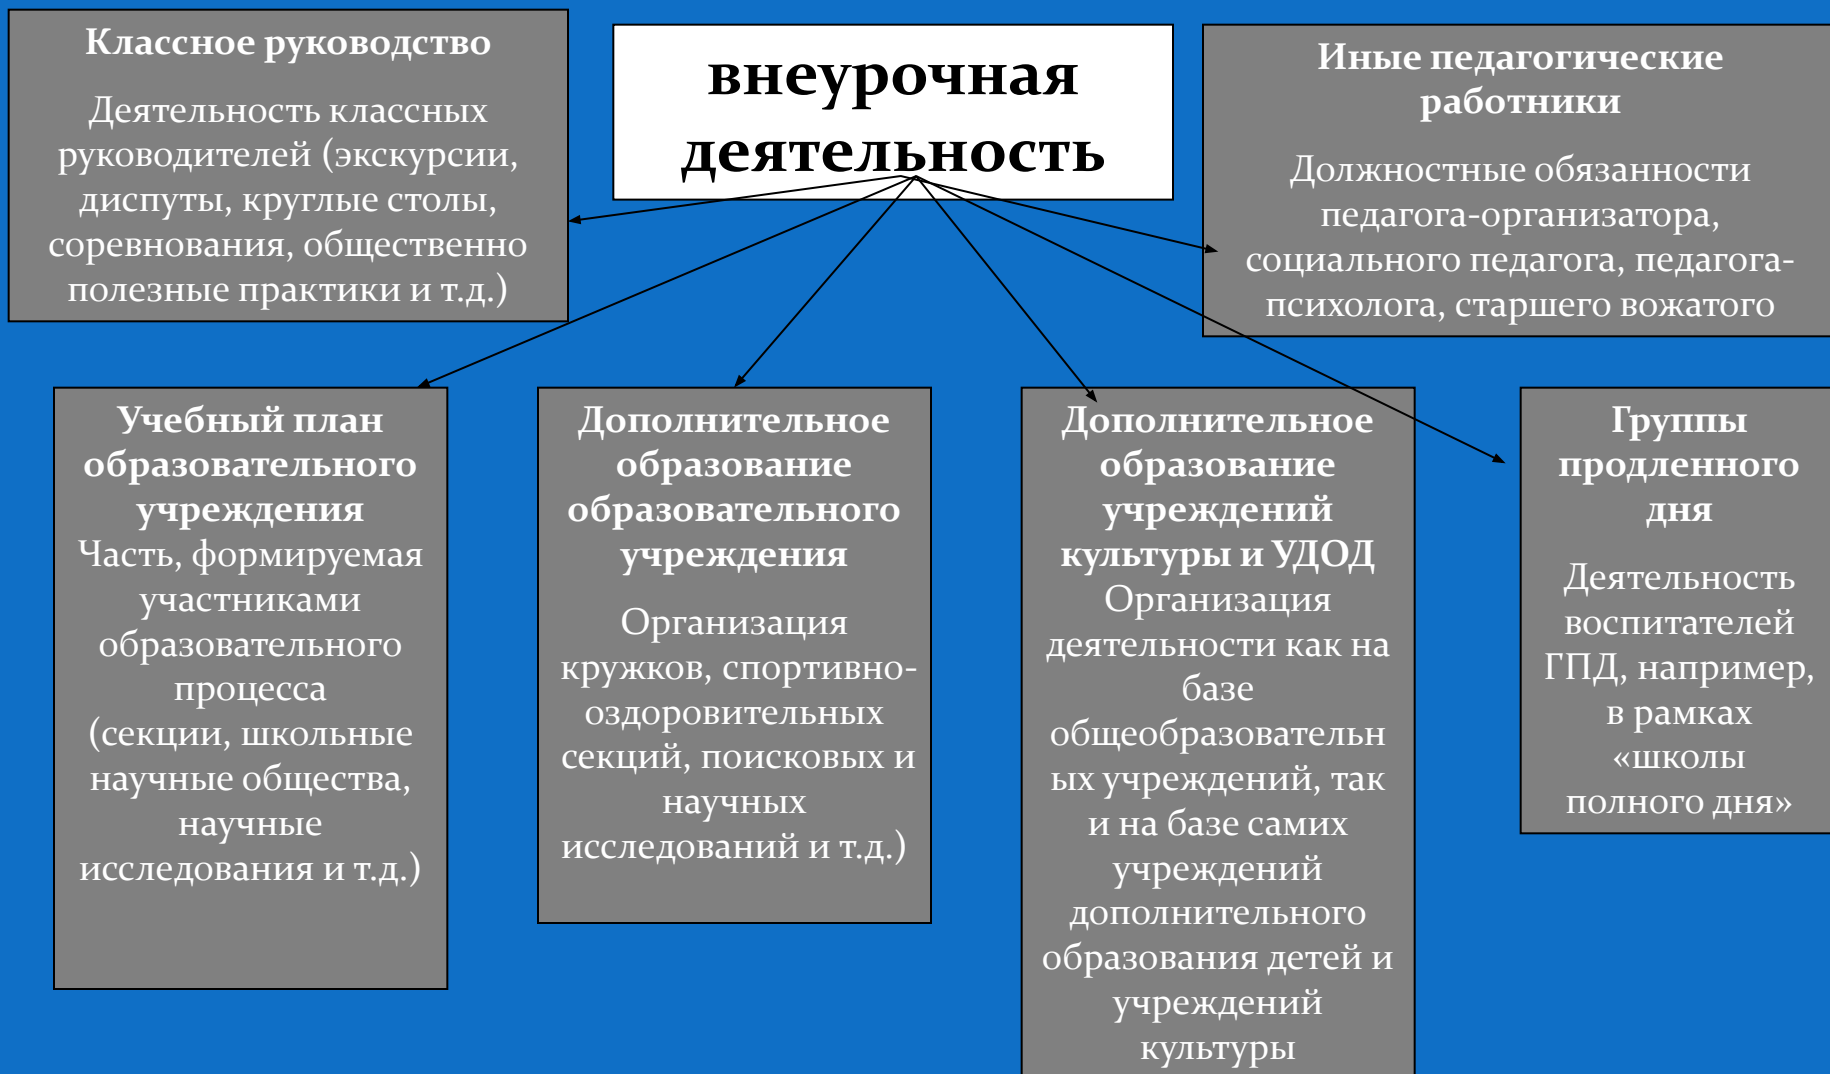 Классное руководство
Деятельность классных
руководителей (экскурсии,
диспуты, круглые столы,
соревнования, общественно
полезные практики и т.д.)
внеурочная
деятельность
Иные педагогические
работники
Должностные обязанности
педагога-организатора,
социального педагога, педагога-
психолога, старшего вожатого
Учебный план
образовательного
учреждения
Часть, формируемая
участниками
образовательного
процесса
(секции, школьные
научные общества,
научные
исследования и т.д.)
Дополнительное
образование
образовательного
учреждения
Организация
кружков, спортивно-
оздоровительных
секций, поисковых и
научных
исследований и т.д.)
Дополнительное
образование
учреждений
культуры и УДОД
Организация
деятельности как на
базе
общеобразовательн
ых учреждений, так
и на базе самих
учреждений
дополнительного
образования детей и
учреждений
культуры
Группы
продленного
дня
Деятельность
воспитателей
ГПД, например,
в рамках
«школы
полного дня»